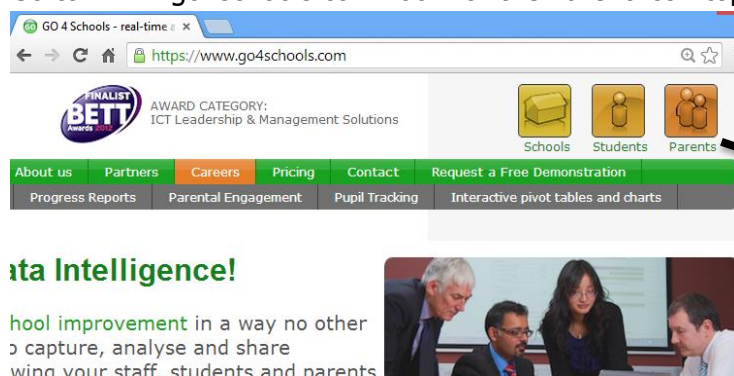 GO 4 Schools - real-time a
https://www.go4schools.com
FINALIST
BETT
Awards 2012
AWARD CATEGORY:
ICT Leadership & Management Solutions
Schools Students Parents
About us Partners Careers Pricing Contact Request a Free Demonstration
Progress Reports Parental Engagement Pupil Tracking Interactive pivot tables and charts
ata Intelligence!
hool improvement in a way no other
o capture, analyse and share
wing your staff, students and parents